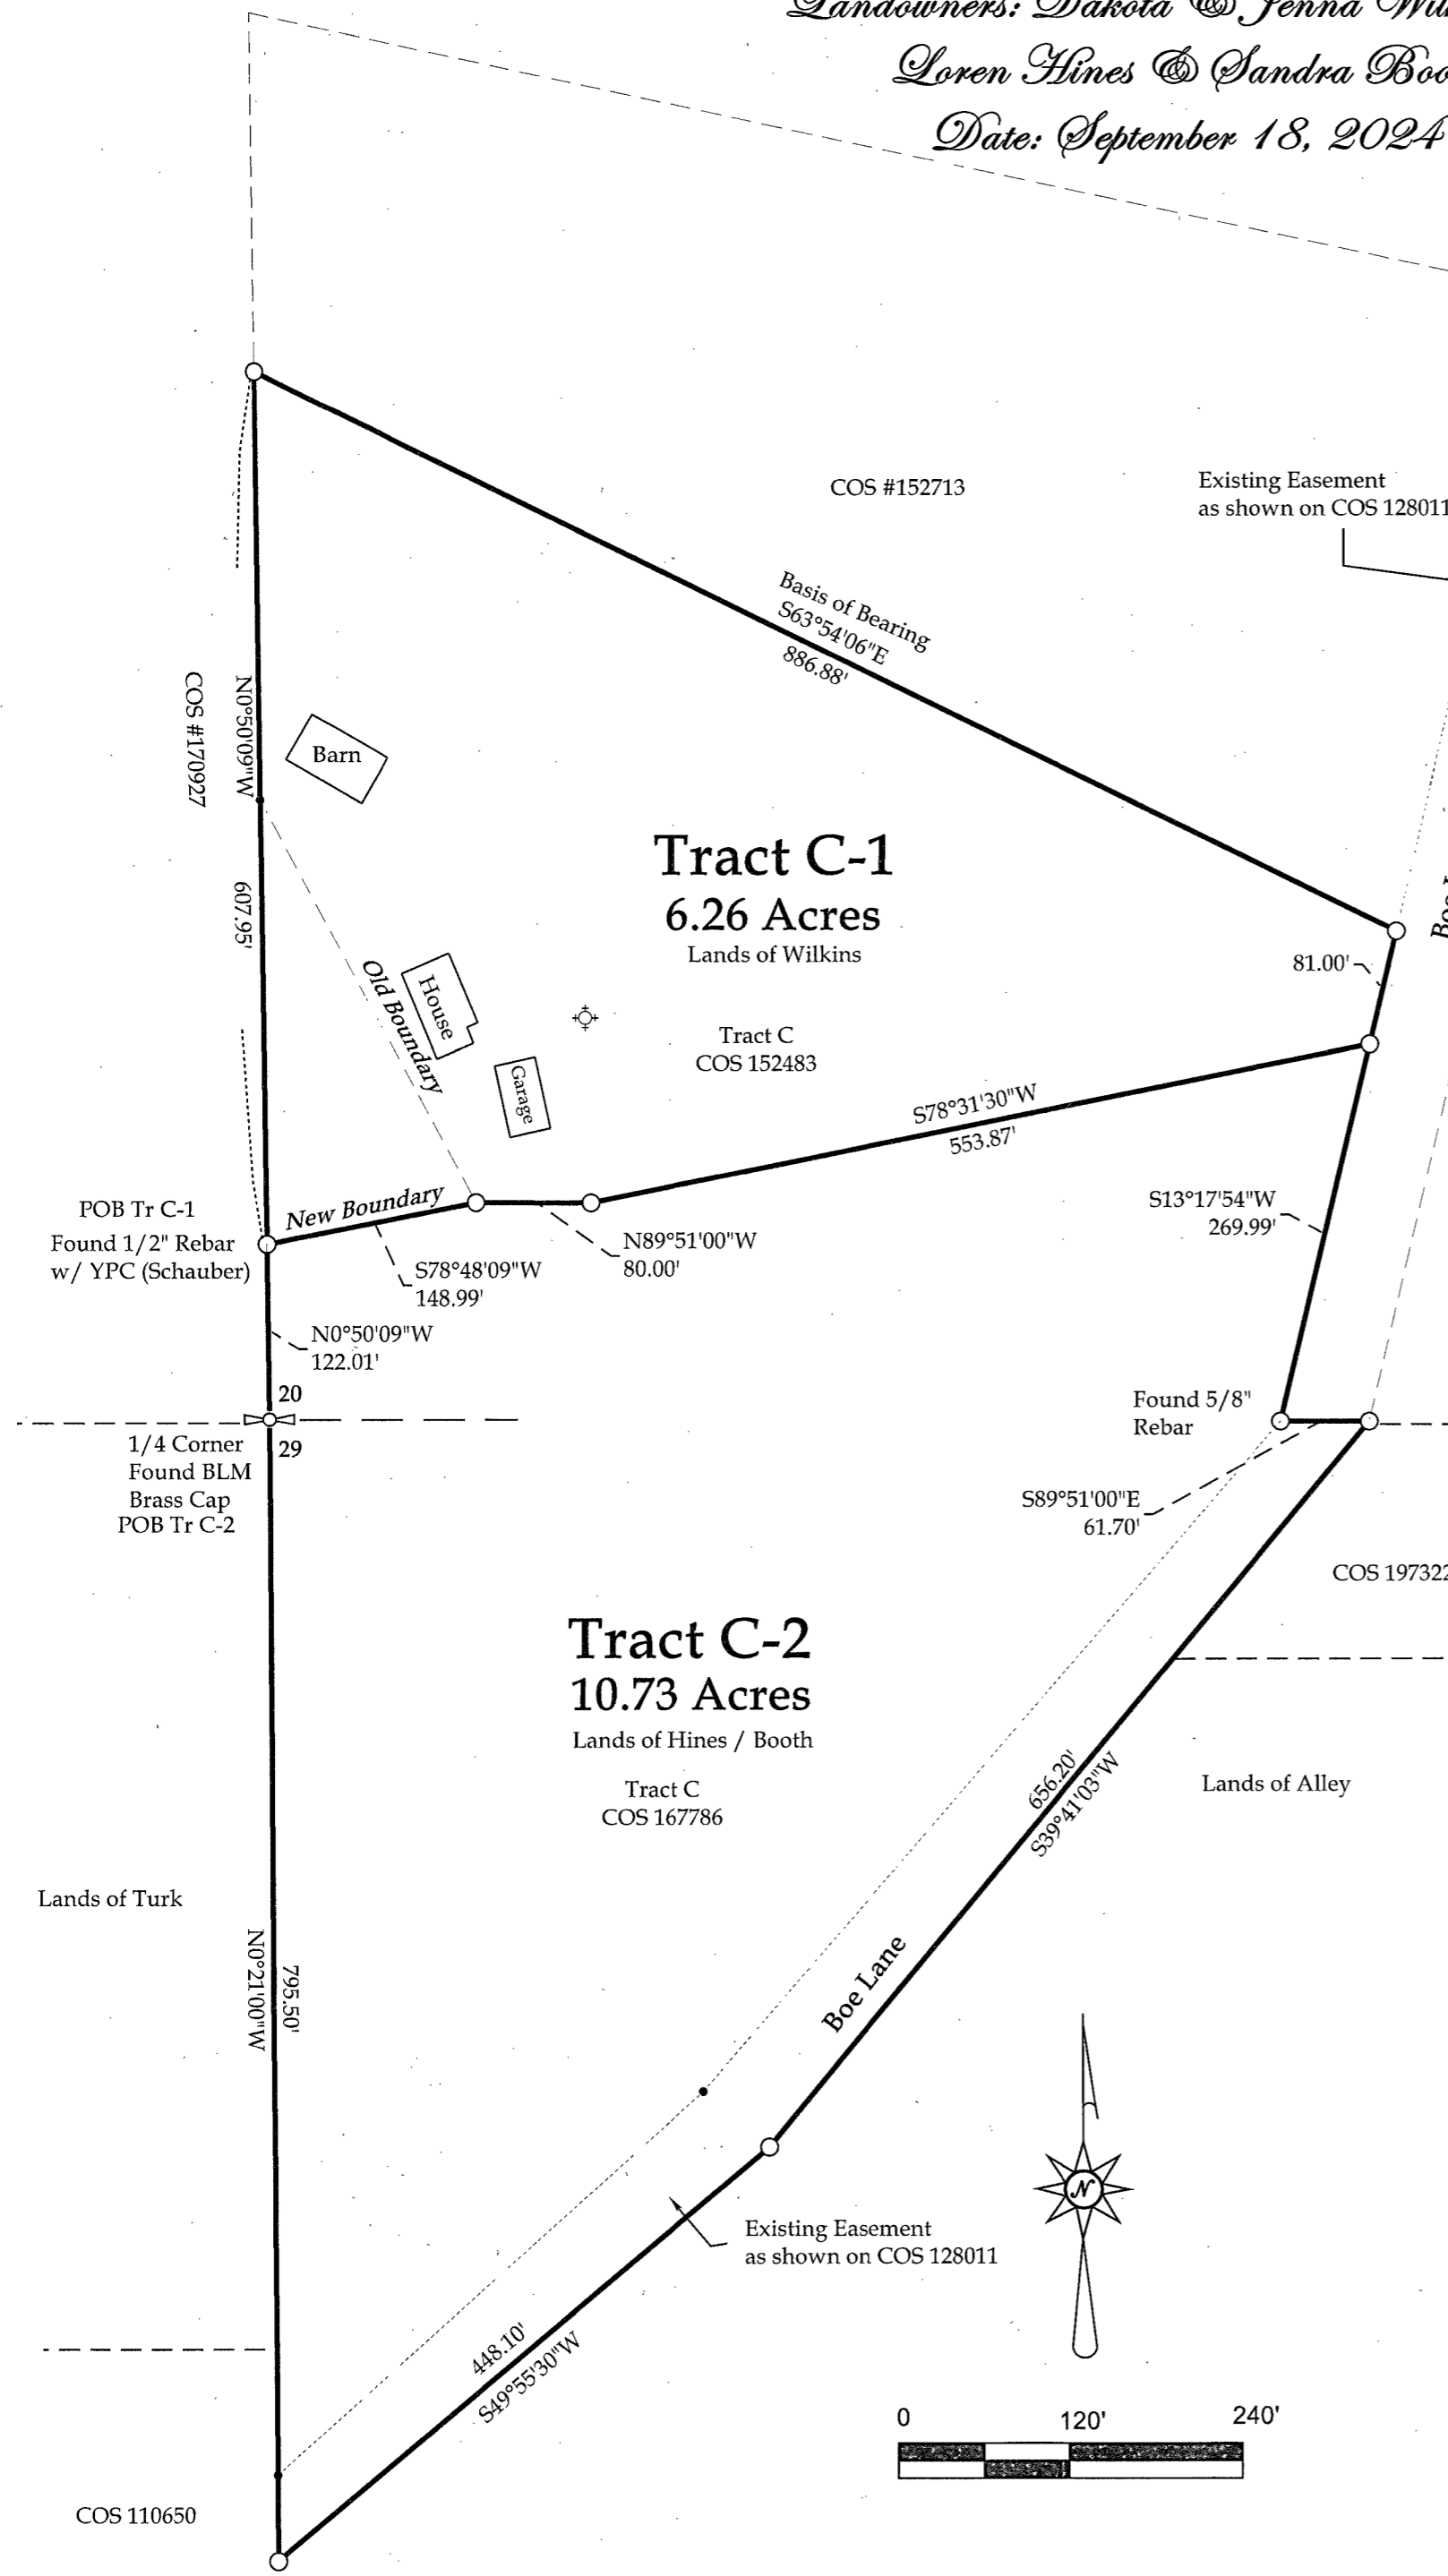 Landowners: Dakota & Jenna
Loren Hines & Sandra
Date: September 18, 2024
COS #152713
Existing Easement
as shown on COS 128011
Basis of Bearing
S63°54'06"E
886.88'
COS #170927
N0°50'09"W
607.95'
Barn
Tract C-1
6.26 Acres
Lands of Wilkins
81.00'
Old Boundary
House
Garage
Tract C
COS 152483
S78°31'30"W
553.87'
POB Tr C-1
Found 1/2" Rebar
w/ YPC (Schauber)
New Boundary
S78°48'09"W
148.99'
N89°51'00"W
80.00'
S13°17'54"W
269.99'
N0°50'09"W
122.01'
20
29
1/4 Corner
Found BLM
Brass Cap
POB Tr C-2
Found 5/8"
Rebar
S89°51'00"E
61.70'
COS 197322
Tract C-2
10.73 Acres
Lands of Hines / Booth
Tract C
COS 167786
656.20'
S39°41'03"W
Lands of Alley
Lands of Turk
N0°21'00"W
795.50'
Boe Lane
N
Existing Easement
as shown on COS 128011
448.10'
S49°55'30"W
0 120' 240'
COS 110650